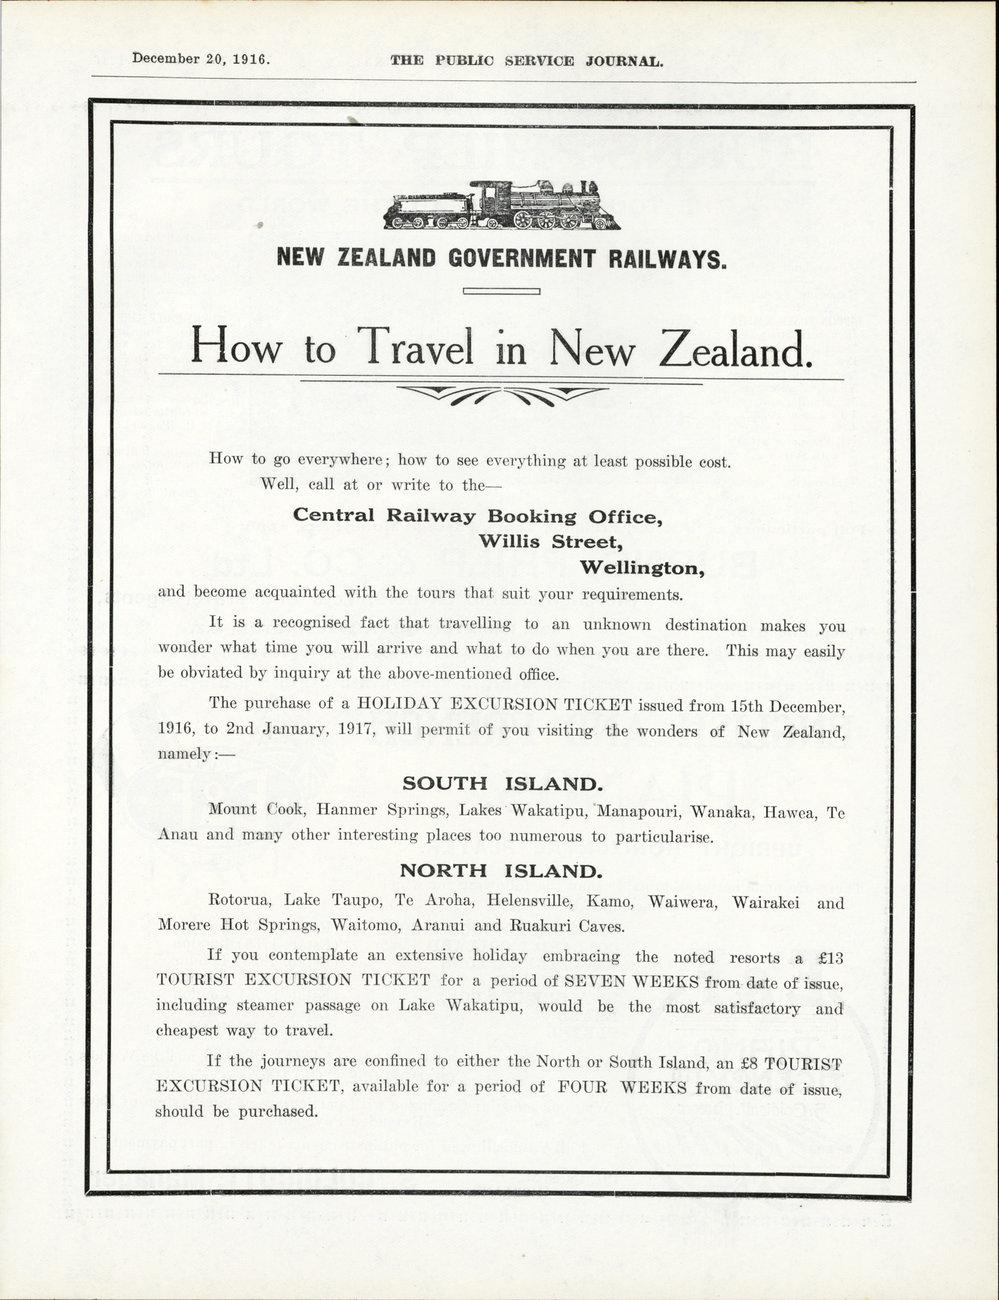 December 20, 1916. THE PUBLIC SERVICE JOURNAL.
NEW ZEALAND GOVERNMENT RAILWAYS.
How to Travel in New Zealand.
How to go everywhere; how to see everything at least possible cost.
Well, call at or write to the—
Central Railway Booking Office,
Willis Street,
Wellington,
and become acquainted with the tours that suit your requirements.
It is a recognised fact that travelling to an unknown destination makes you
wonder what time you will arrive and what to do when you are there. This may easily
be obviated by inquiry at the above-mentioned office.
The purchase of a HOLIDAY EXCURSION TICKET issued from 15th December,
1916, to 2nd January, 1917, will permit of you visiting the wonders of New Zealand,
namely:—
SOUTH ISLAND.
Mount Cook, Hanmer Springs, Lakes Wakatipu, Manapouri, Wanaka, Hawea, Te
Anau and many other interesting places too numerous to particularise.
NORTH ISLAND.
Rotorua, Lake Taupo, Te Aroha, Helensville, Kamo, Waiwera, Wairakei and
Morere Hot Springs, Waitomo, Aranui and Ruakuri Caves.
If you contemplate an extensive holiday embracing the noted resorts a £13
TOURIST EXCURSION TICKET for a period of SEVEN WEEKS from date of issue,
including steamer passage on Lake Wakatipu, would be the most satisfactory and
cheapest way to travel.
If the journeys are confined to either the North or South Island, an £8 TOURIST
EXCURSION TICKET, available for a period of FOUR WEEKS from date of issue,
should be purchased.